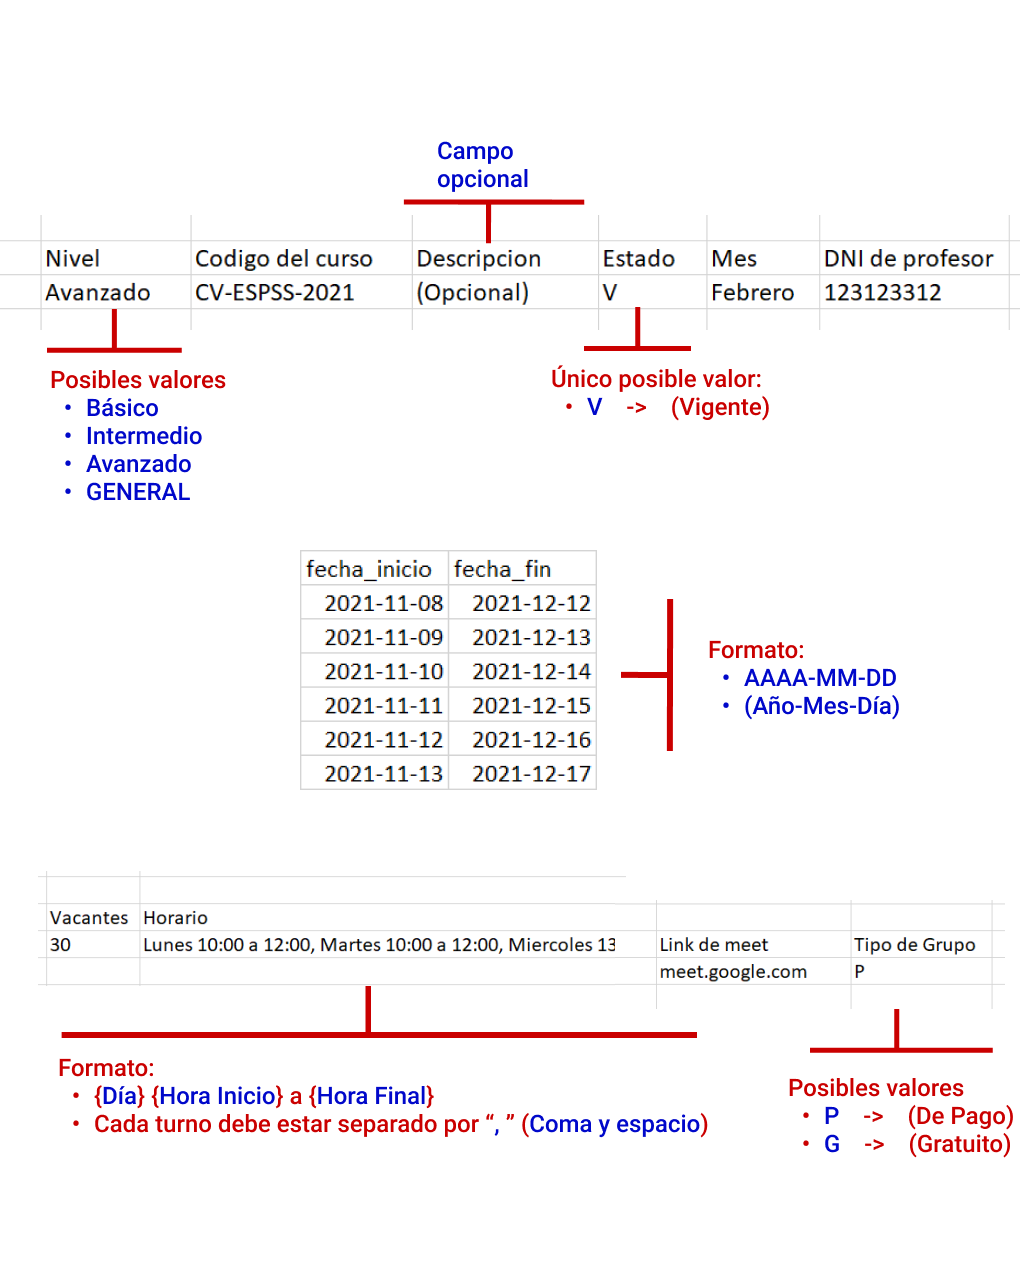 Campo
opcional
Nivel Codigo del curso Descripcion Estado Mes DNI de profesor
Avanzado CV-ESPSS-2021 (Opcional) V Febrero 123123312
Posibles valores
• Básico
• Intermedio
• Avanzado
• GENERAL
Único posible valor:
• V -> (Vigente)
fecha_inicio fecha_fin
2021-11-08 2021-12-12
2021-11-09 2021-12-13
2021-11-10 2021-12-14
2021-11-11 2021-12-15
2021-11-12 2021-12-16
2021-11-13 2021-12-17
Formato:
• AAAA-MM-DD
• (Año-Mes-Día)
Vacantes Horario
30 Lunes 10:00 a 12:00, Martes 10:00 a 12:00, Miercoles 13
Link de meet Tipo de Grupo
meet.google.com P
Formato:
• {Día} {Hora Inicio} a {Hora Final}
• Cada turno debe estar separado por “, ” (Coma y espacio)
Posibles valores
• P -> (De Pago)
• G -> (Gratuito)